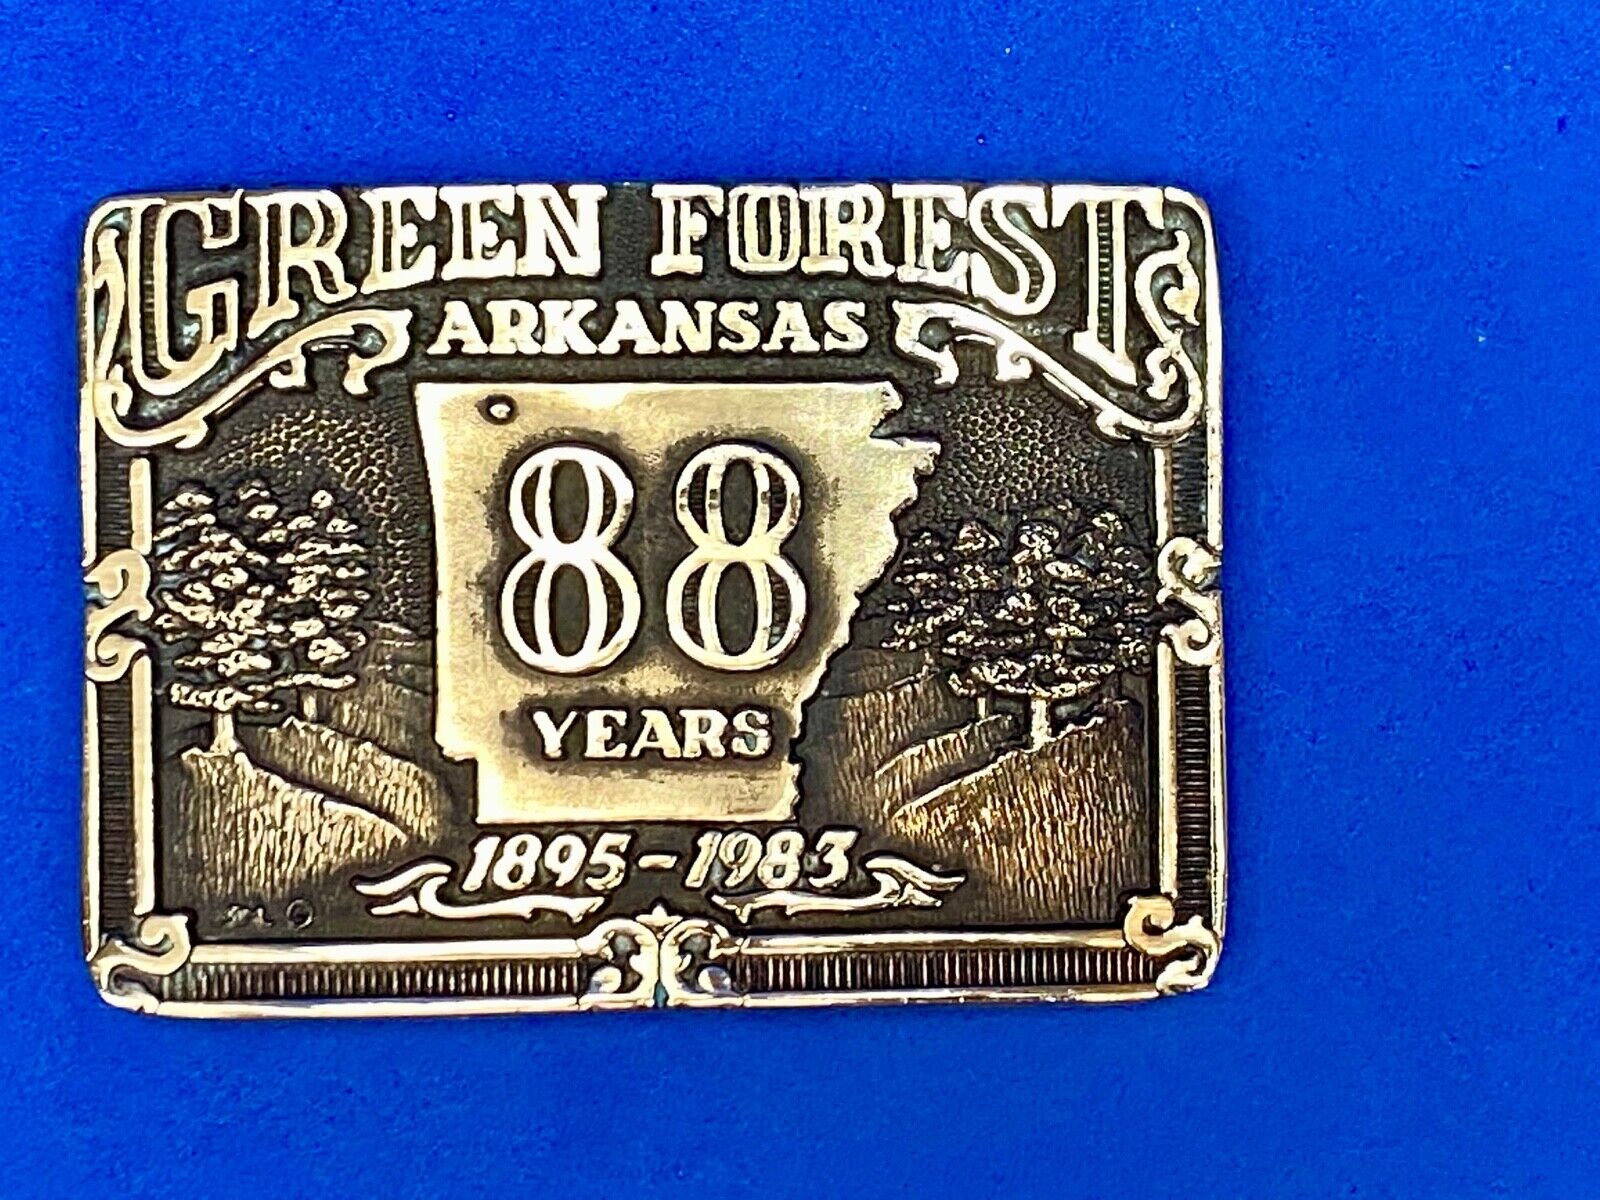 GREEN FOREST
ARKANSAS
88
YEARS
1895-1983